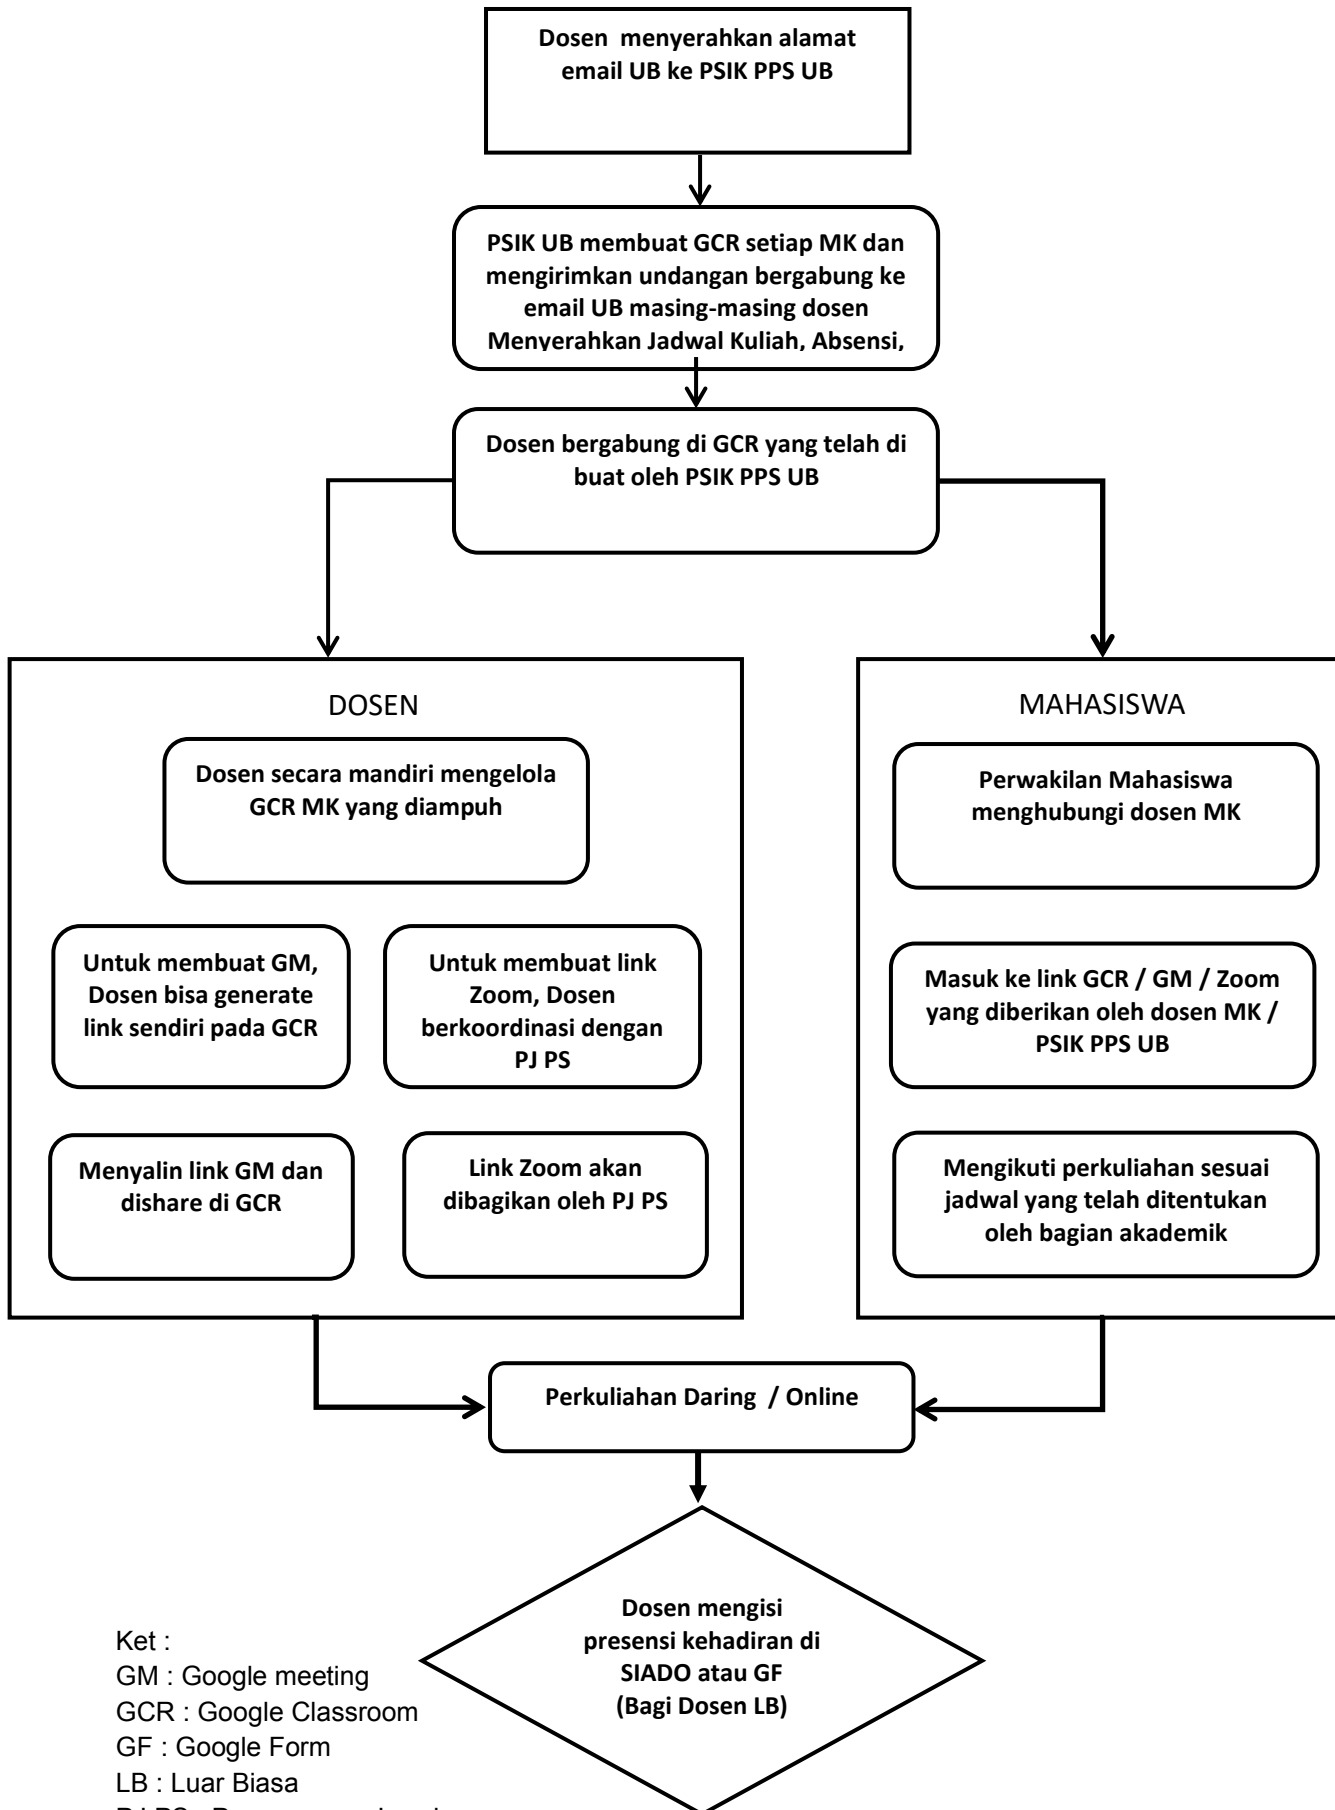 Dosen menyerahkan alamat
email UB ke PSIK PPS UB
PSIK UB membuat GCR setiap MK dan
mengirimkan undangan bergabung ke
email UB masing-masing dosen
Menyerahkan Jadwal Kuliah, Absensi,
Dosen bergabung di GCR yang telah di
buat oleh PSIK PPS UB
DOSEN
Dosen secara mandiri mengelola
GCR MK yang diampuh
Untuk membuat GM,
Dosen bisa generate
link sendiri pada GCR
Untuk membuat link
Zoom, Dosen
berkoordinasi dengan
PJ PS
Menyalin link GM dan
dishare di GCR
Link Zoom akan
dibagikan oleh PJ PS
MAHASISWA
Perwakilan Mahasiswa
menghubungi dosen MK
Masuk ke link GCR / GM / Zoom
yang diberikan oleh dosen MK /
PSIK PPS UB
Mengikuti perkuliahan sesuai
jadwal yang telah ditentukan
oleh bagian akademik
Perkuliahan Daring / Online
Dosen mengisi
presensi kehadiran di
SIADO atau GF
(Bagi Dosen LB)
Ket :
GM : Google meeting
GCR : Google Classroom
GF : Google Form
LB : Luar Biasa